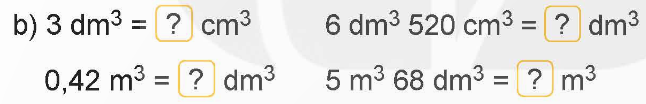 b) 3 dm³ = ? cm³ 6 dm³ 520 cm³ = ? dm³
0,42 m³ = ? dm³ 5 m³ 68 dm³ = ? m³